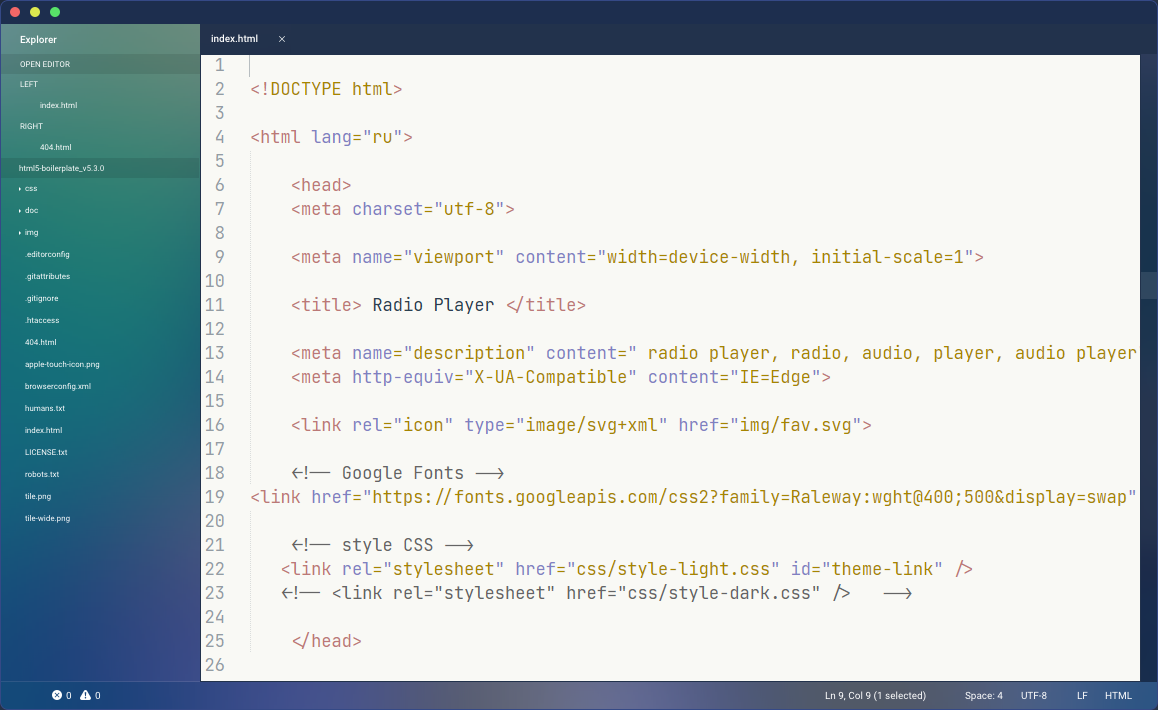 Explorer
OPEN EDITOR
LEFT
index.html
RIGHT
404.html
html5-boilerplate_v5.3.0
css
doc
img
.editorconfig
.gitattributes
.gitignore
.htaccess
404.html
apple-touch-icon.png
browserconfig.xml
humans.txt
index.html
LICENSE.txt
robots.txt
tile.png
tile-wide.png
index.html ×
1
2 <!DOCTYPE html>
3
4 <html lang="ru">
5
6 <head>
7 <meta charset="utf-8">
8
9 <meta name="viewport" content="width=device-width, initial-scale=1">
10
11 <title> Radio Player </title>
12
13 <meta name="description" content=" radio player, radio, audio, player, audio player
14 <meta http-equiv="X-UA-Compatible" content="IE=Edge">
15
16 <link rel="icon" type="image/svg+xml" href="img/fav.svg">
17
18 <!-- Google Fonts -->
19 <link href="https://fonts.googleapis.com/css2?family=Raleway:wght@400;500&display=swap"
20
21 <!-- style CSS -->
22 <link rel="stylesheet" href="css/style-light.css" id="theme-link" />
23 <!-- <link rel="stylesheet" href="css/style-dark.css" /> -->
24
25 </head>
26
0 0 Ln 9, Col 9 (1 selected) Space: 4 UTF-8 LF HTML